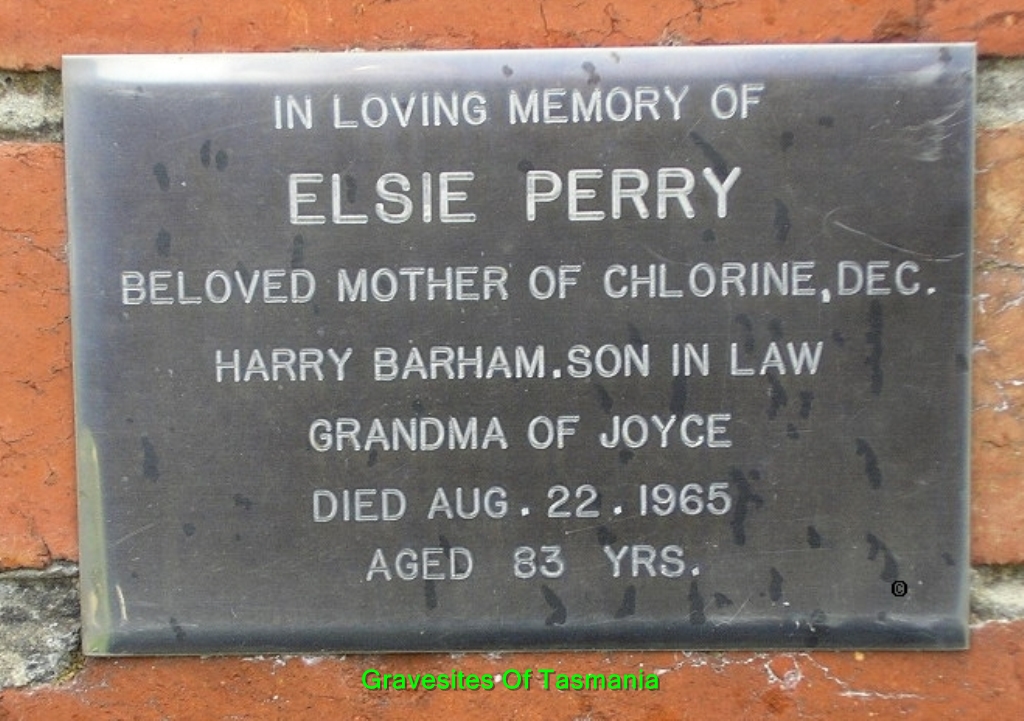 IN LOVING MEMORY OF
ELSIE PERRY
BELOVED MOTHER OF CHLORINE, DEC.
HARRY BARHAM. SON IN LAW
GRANDMA OF JOYCE
DIED AUG. 22. 1965
AGED 83 YRS.
©
Gravesites Of Tasmania